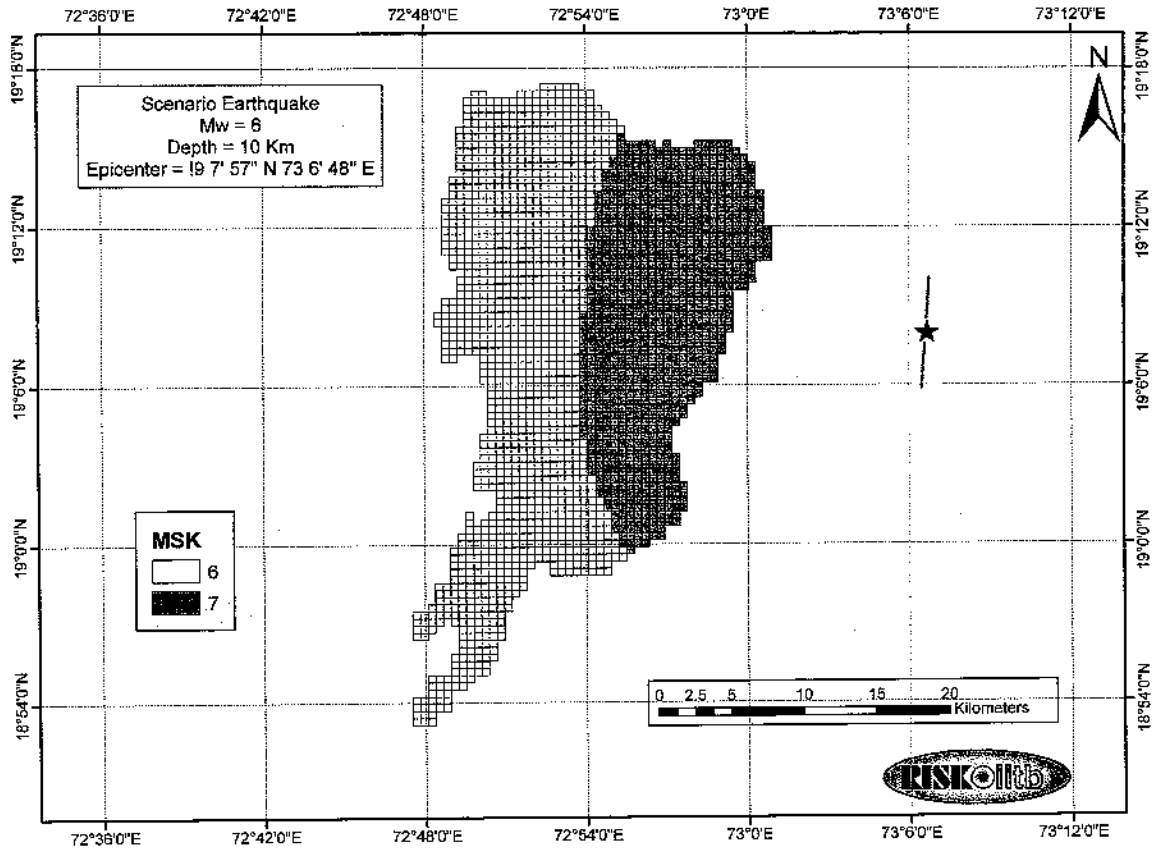 72°36'0"E 72°42'0"E 72°48'0"E 72°54'0"E 73°0'E 73°6'0"E 73°12'0"E
19°18'0"N
19°18'0"N
N
Scenario Earthquake
Mw = 6
Depth = 10 Km
Epicenter = !9 7' 57" N 73 6' 48" E
19°12'0"N
19°12'0"N
19°6'0"N
19°6'0"N
MSK
6
7
19°0'0"N
19°0'0"N
18°54'0"N
18°54'0"N
0 2.5 5 10 15 20
Kilometers
RISK@iitb
72°36'0"E 72°42'0"E 72°48'0"E 72°54'0"E 73°0'E 73°6'0"E 73°12'0"E